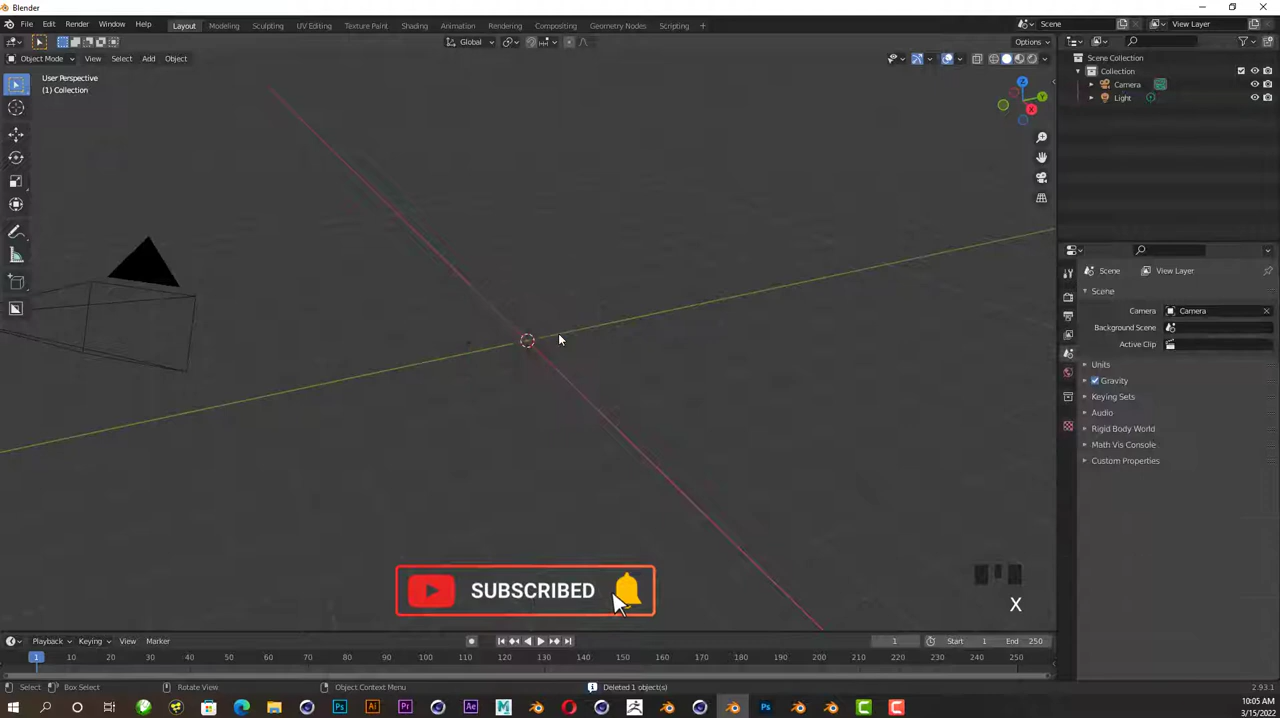 Blender
File Edit Render Window Help
Layout Modeling Sculpting UV Editing Texture Paint Shading Animation Rendering Compositing Geometry Nodes Scripting +
Scene
View Layer
Global
Options
Object Mode View Select Add Object
User Perspective
(1) Collection
Z
Y
X
Scene Collection
Collection
Camera
Light
Scene View Layer
Scene
Camera Camera
Background Scene
Active Clip
Units
Gravity
Keying Sets
Audio
Rigid Body World
Math Vis Console
Custom Properties
SUBSCRIBED
X
Playback Keying View Marker
1 Start 1 End 250
1 10 20 30 40 50 60 70 80 90 100 110 120 130 140 150 160 170 180 190 200 210 220 230 240 250
Select Box Select Rotate View Object Context Menu Deleted 1 object(s) 2.93.1
Ps Ai Pr Ae M Ps
10:05 AM
3/15/2022